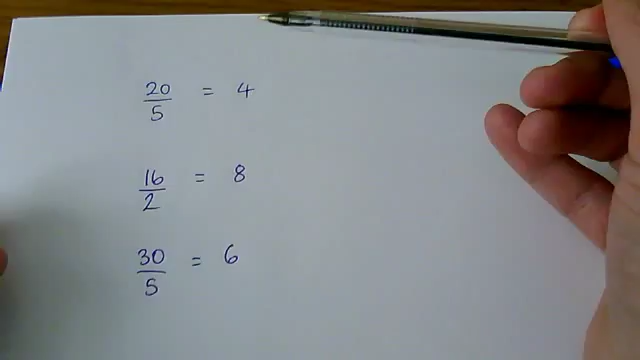 20/5 = 4
16/2 = 8
30/5 = 6